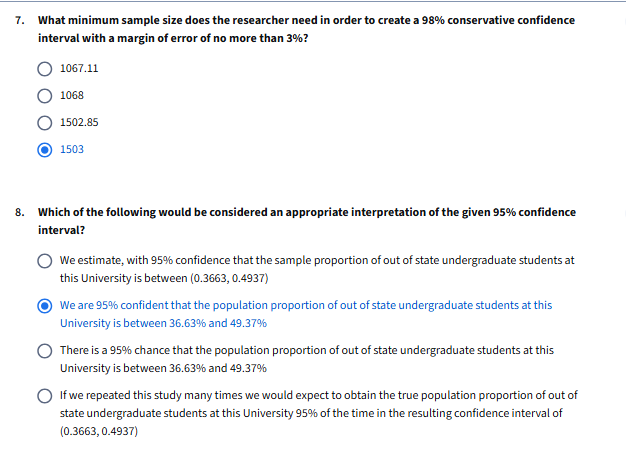 7. What minimum sample size does the researcher need in order to create a 98% conservative confidence
interval with a margin of error of no more than 3%?
1067.11
1068
1502.85
1503
8. Which of the following would be considered an appropriate interpretation of the given 95% confidence
interval?
We estimate, with 95% confidence that the sample proportion of out of state undergraduate students at
this University is between (0.3663, 0.4937)
We are 95% confident that the population proportion of out of state undergraduate students at this
University is between 36.63% and 49.37%
There is a 95% chance that the population proportion of out of state undergraduate students at this
University is between 36.63% and 49.37%
If we repeated this study many times we would expect to obtain the true population proportion of out of
state undergraduate students at this University 95% of the time in the resulting confidence interval of
(0.3663, 0.4937)